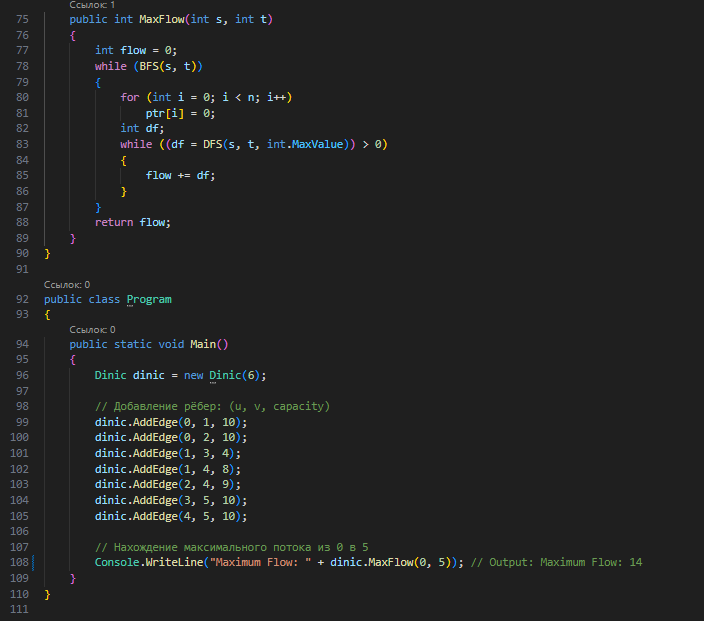 Ссылок: 1
75 public int MaxFlow(int s, int t)
76 {
77 int flow = 0;
78 while (BFS(s, t))
79 {
80 for (int i = 0; i < n; i++)
81 ptr[i] = 0;
82 int df;
83 while ((df = DFS(s, t, int.MaxValue)) > 0)
84 {
85 flow += df;
86 }
87 }
88 return flow;
89 }
90 }
91
Ссылок: 0
92 public class Program
93 {
Ссылок: 0
94 public static void Main()
95 {
96 Dinic dinic = new Dinic(6);
97
98 // Добавление рёбер: (u, v, capacity)
99 dinic.AddEdge(0, 1, 10);
100 dinic.AddEdge(0, 2, 10);
101 dinic.AddEdge(1, 3, 4);
102 dinic.AddEdge(1, 4, 8);
103 dinic.AddEdge(2, 4, 9);
104 dinic.AddEdge(3, 5, 10);
105 dinic.AddEdge(4, 5, 10);
106
107 // Нахождение максимального потока из 0 в 5
108 Console.WriteLine("Maximum Flow: " + dinic.MaxFlow(0, 5)); // Output: Maximum Flow: 14
109 }
110 }
111